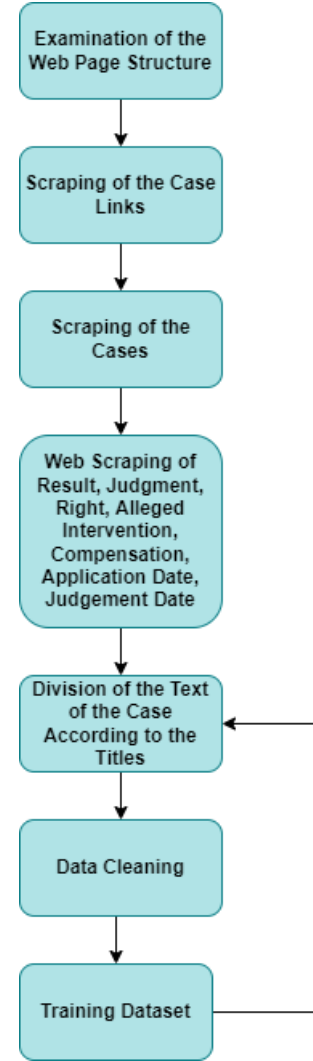 Examination of the
Web Page Structure
Scraping of the Case
Links
Scraping of the
Cases
Web Scraping of
Result, Judgment,
Right, Alleged
Intervention,
Compensation,
Application Date,
Judgement Date
Division of the Text
of the Case
According to the
Titles
Data Cleaning
Training Dataset